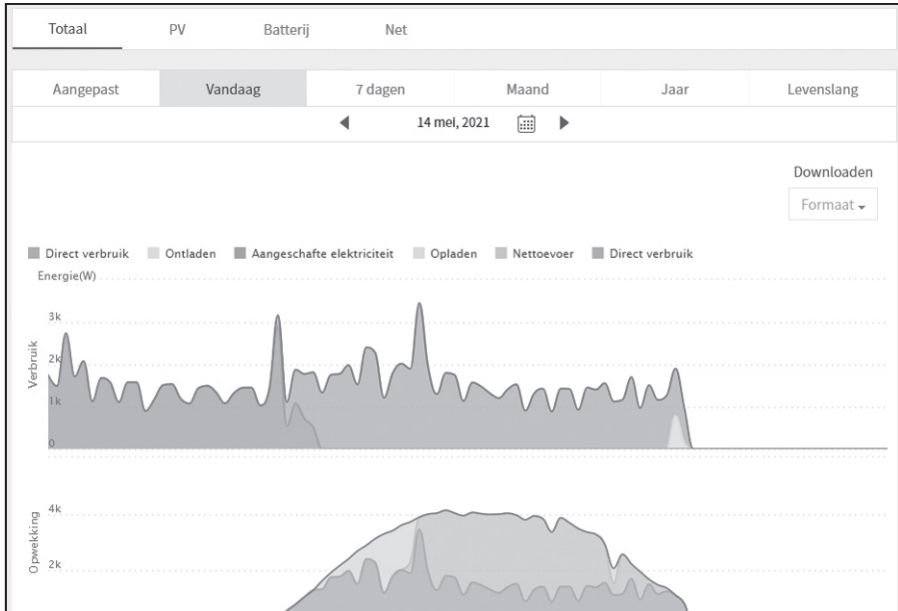 Totaal PV Batterij Net
Aangepast Vandaag 7 dagen Maand Jaar Levenslang
14 mei, 2021
Downloaden
Formaat
Direct verbruik Ontladen Aangeschafte elektriciteit Opladen Nettoevoer Direct verbruik
Energie(W)
3k
2k
1k
0
Verbruik
4k
2k
Opwekking